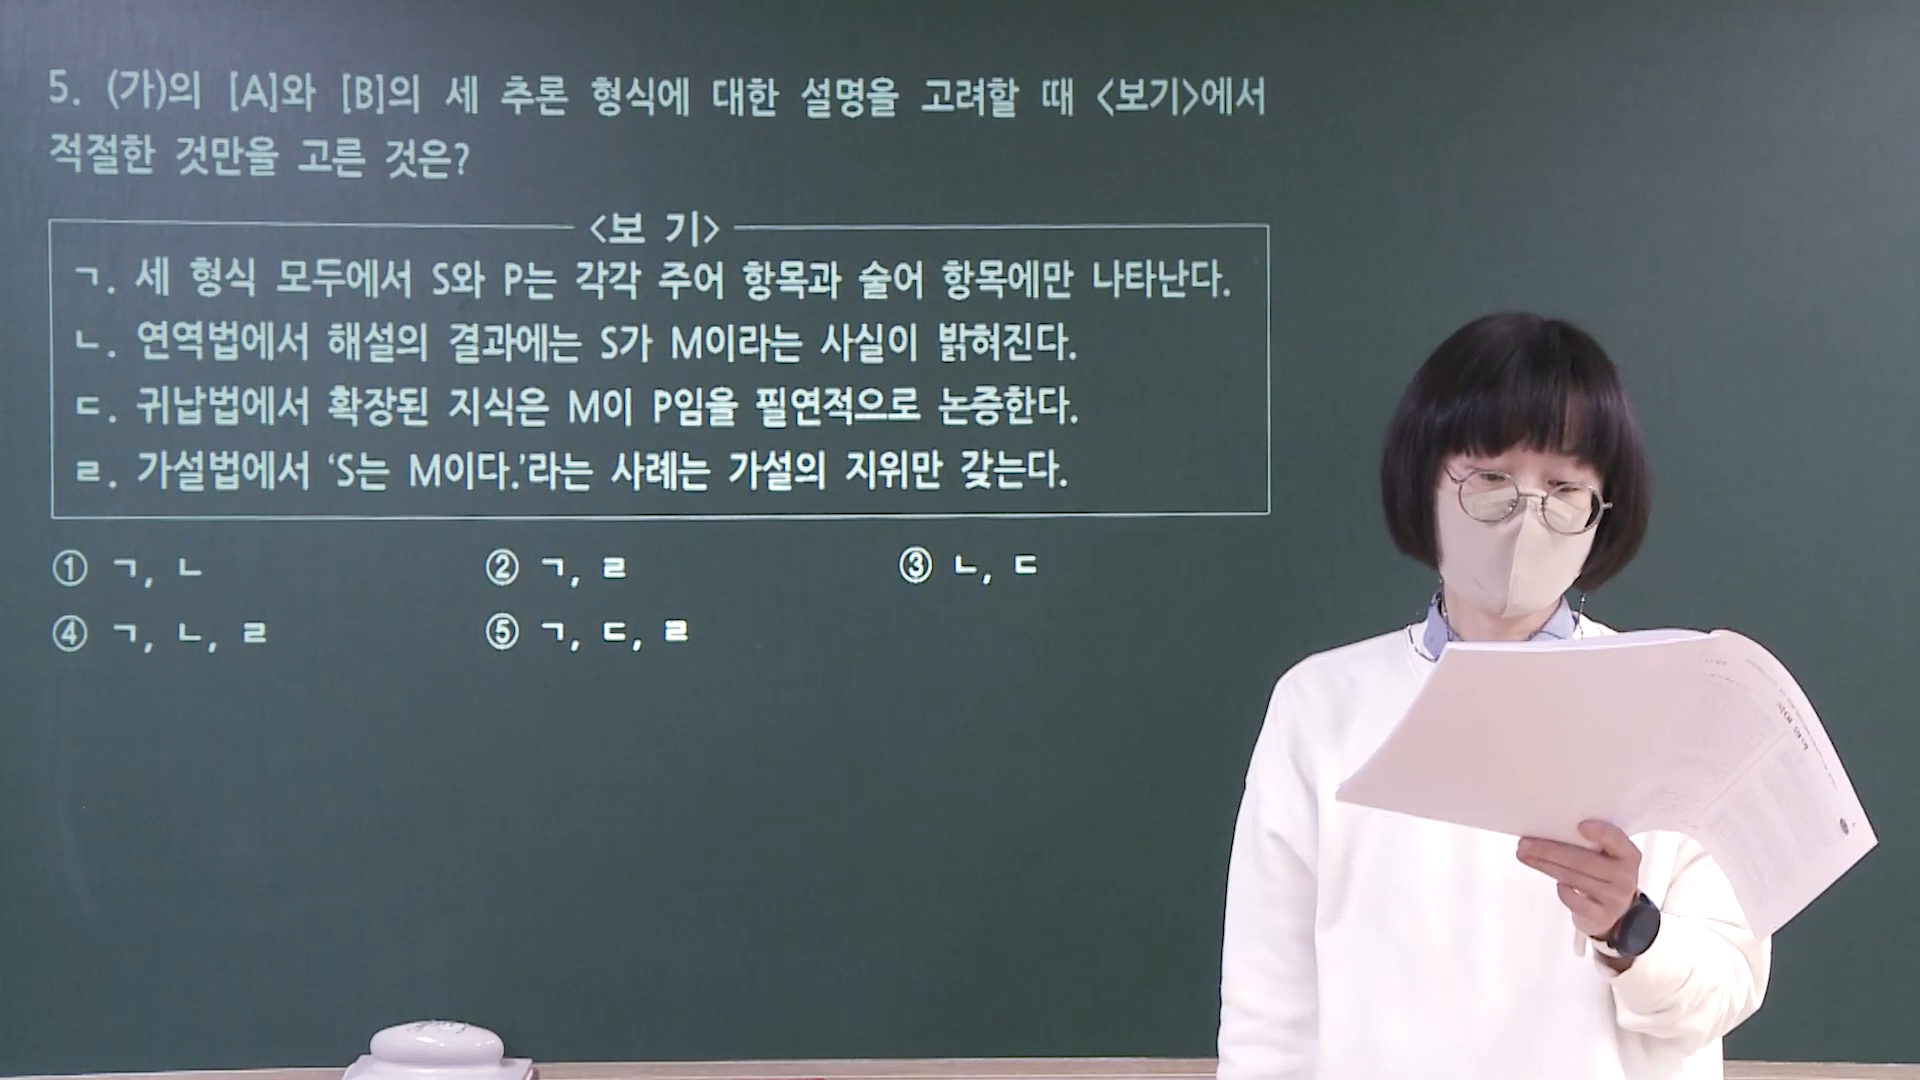 5. (가)의 [A]와 [B]의 세 추론 형식에 대한 설명을 고려할 때 <보기>에서
적절한 것만을 고른 것은?
<보 기>
ㄱ. 세 형식 모두에서 S와 P는 각각 주어 항목과 술어 항목에만 나타난다.
ㄴ. 연역법에서 해설의 결과에는 S가 M이라는 사실이 밝혀진다.
ㄷ. 귀납법에서 확장된 지식은 M이 P임을 필연적으로 논증한다.
ㄹ. 가설법에서 ‘S는 M이다.’라는 사례는 가설의 지위만 갖는다.
① ㄱ, ㄴ ② ㄱ, ㄹ ③ ㄴ, ㄷ
④ ㄱ, ㄴ, ㄹ ⑤ ㄱ, ㄷ, ㄹ